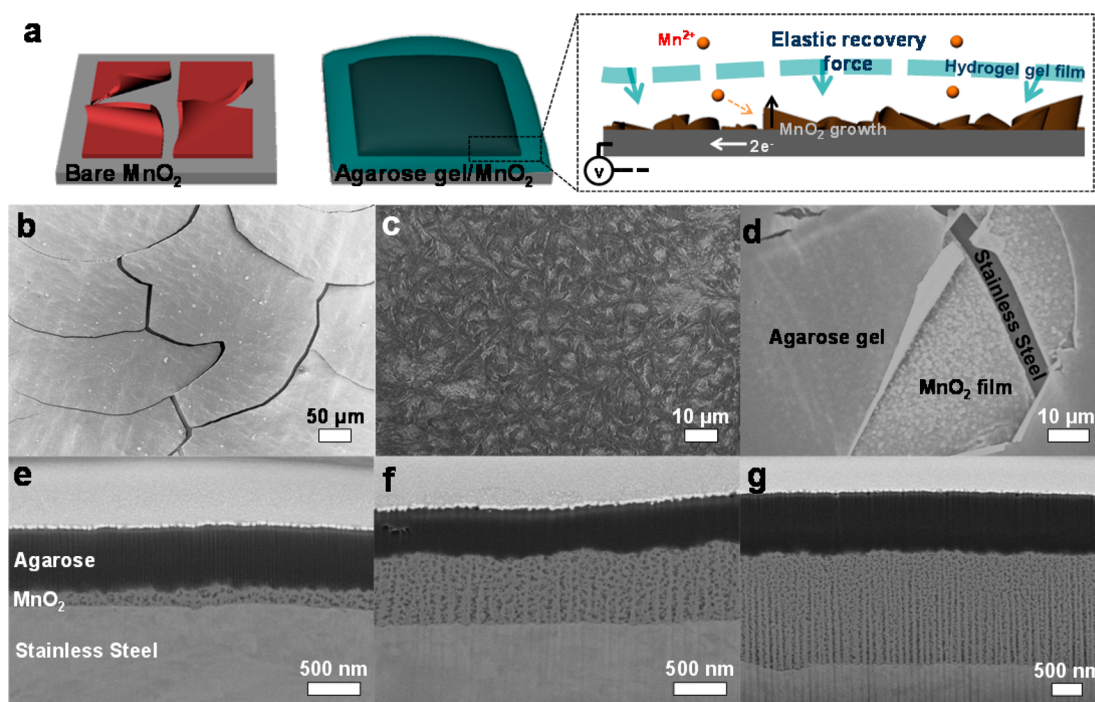 a
Bare MnO₂
Agarose gel/MnO₂
Mn²⁺
Elastic recovery
force
Hydrogel gel film
MnO₂ growth
2e⁻
V
b
50 μm
c
10 μm
d
Agarose gel
MnO₂ film
Stainless Steel
10 μm
e
Agarose
MnO₂
Stainless Steel
500 nm
f
500 nm
g
500 nm